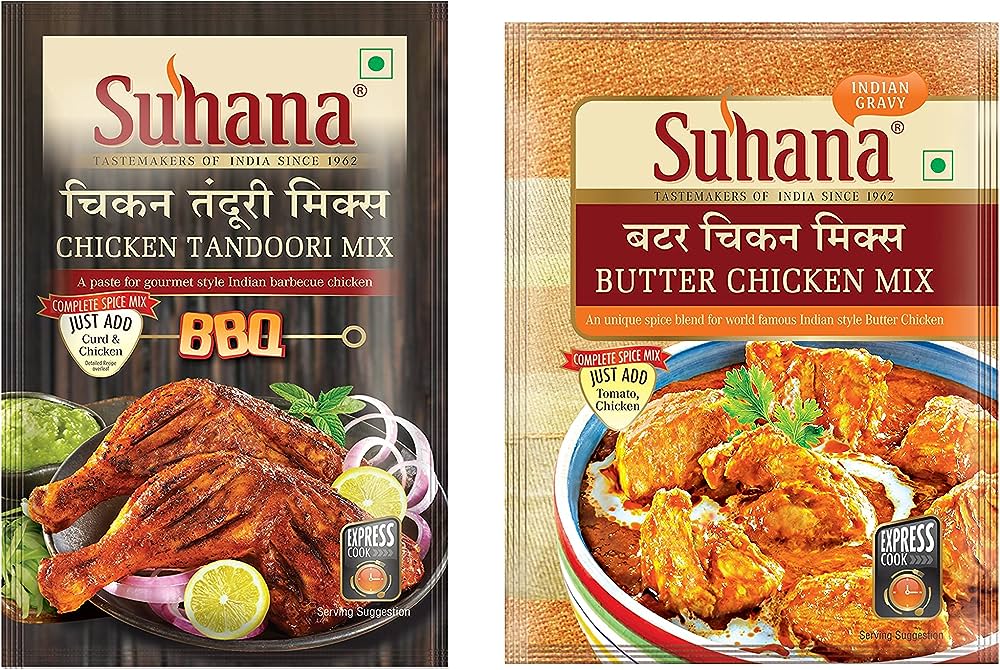 Suhana®
TASTEMAKERS OF INDIA SINCE 1962
चिकन तंदूरी मिक्स
CHICKEN TANDOORI MIX
A paste for gourmet style Indian barbecue chicken
COMPLETE SPICE MIX
JUST ADD
Curd &
Chicken
Detailed Recipe
overleaf
BBQ
EXPRESS
COOK
Serving Suggestion
INDIAN
GRAVY
Suhana®
TASTEMAKERS OF INDIA SINCE 1962
बटर चिकन मिक्स
BUTTER CHICKEN MIX
An unique spice blend for world famous Indian style Butter Chicken
COMPLETE SPICE MIX
JUST ADD
Tomato,
Chicken
EXPRESS
COOK
Serving Suggestion